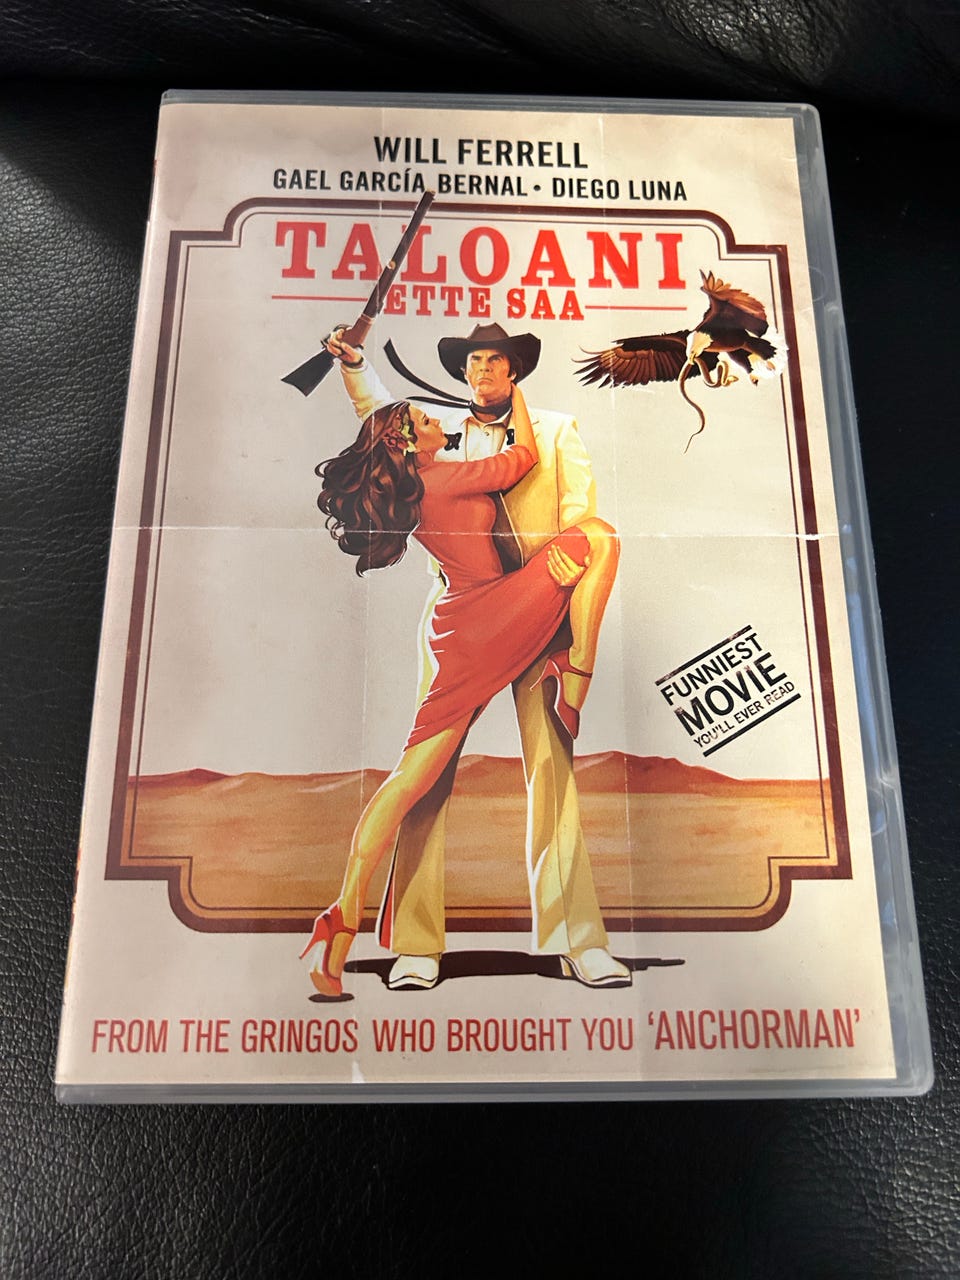 WILL FERRELL
GAEL GARCÍA BERNAL • DIEGO LUNA
TALOANI
ETTE SAA
FUNNIEST
MOVIE
YOU'LL EVER READ
FROM THE GRINGOS WHO BROUGHT YOU ‘ANCHORMAN’